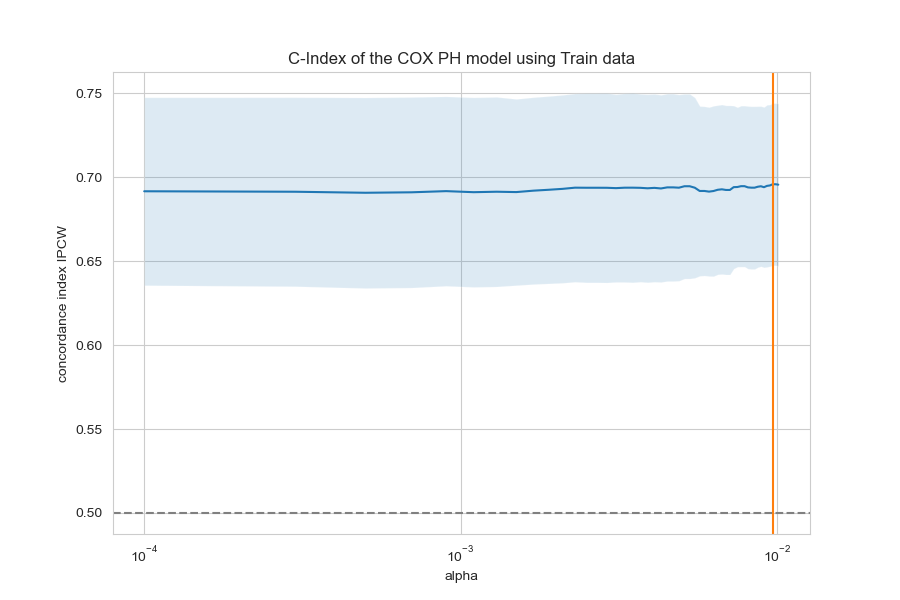 C-Index of the COX PH model using Train data
concordance index IPCW
0.75
0.70
0.65
0.60
0.55
0.50
10⁻⁴ 10⁻³ 10⁻²
alpha